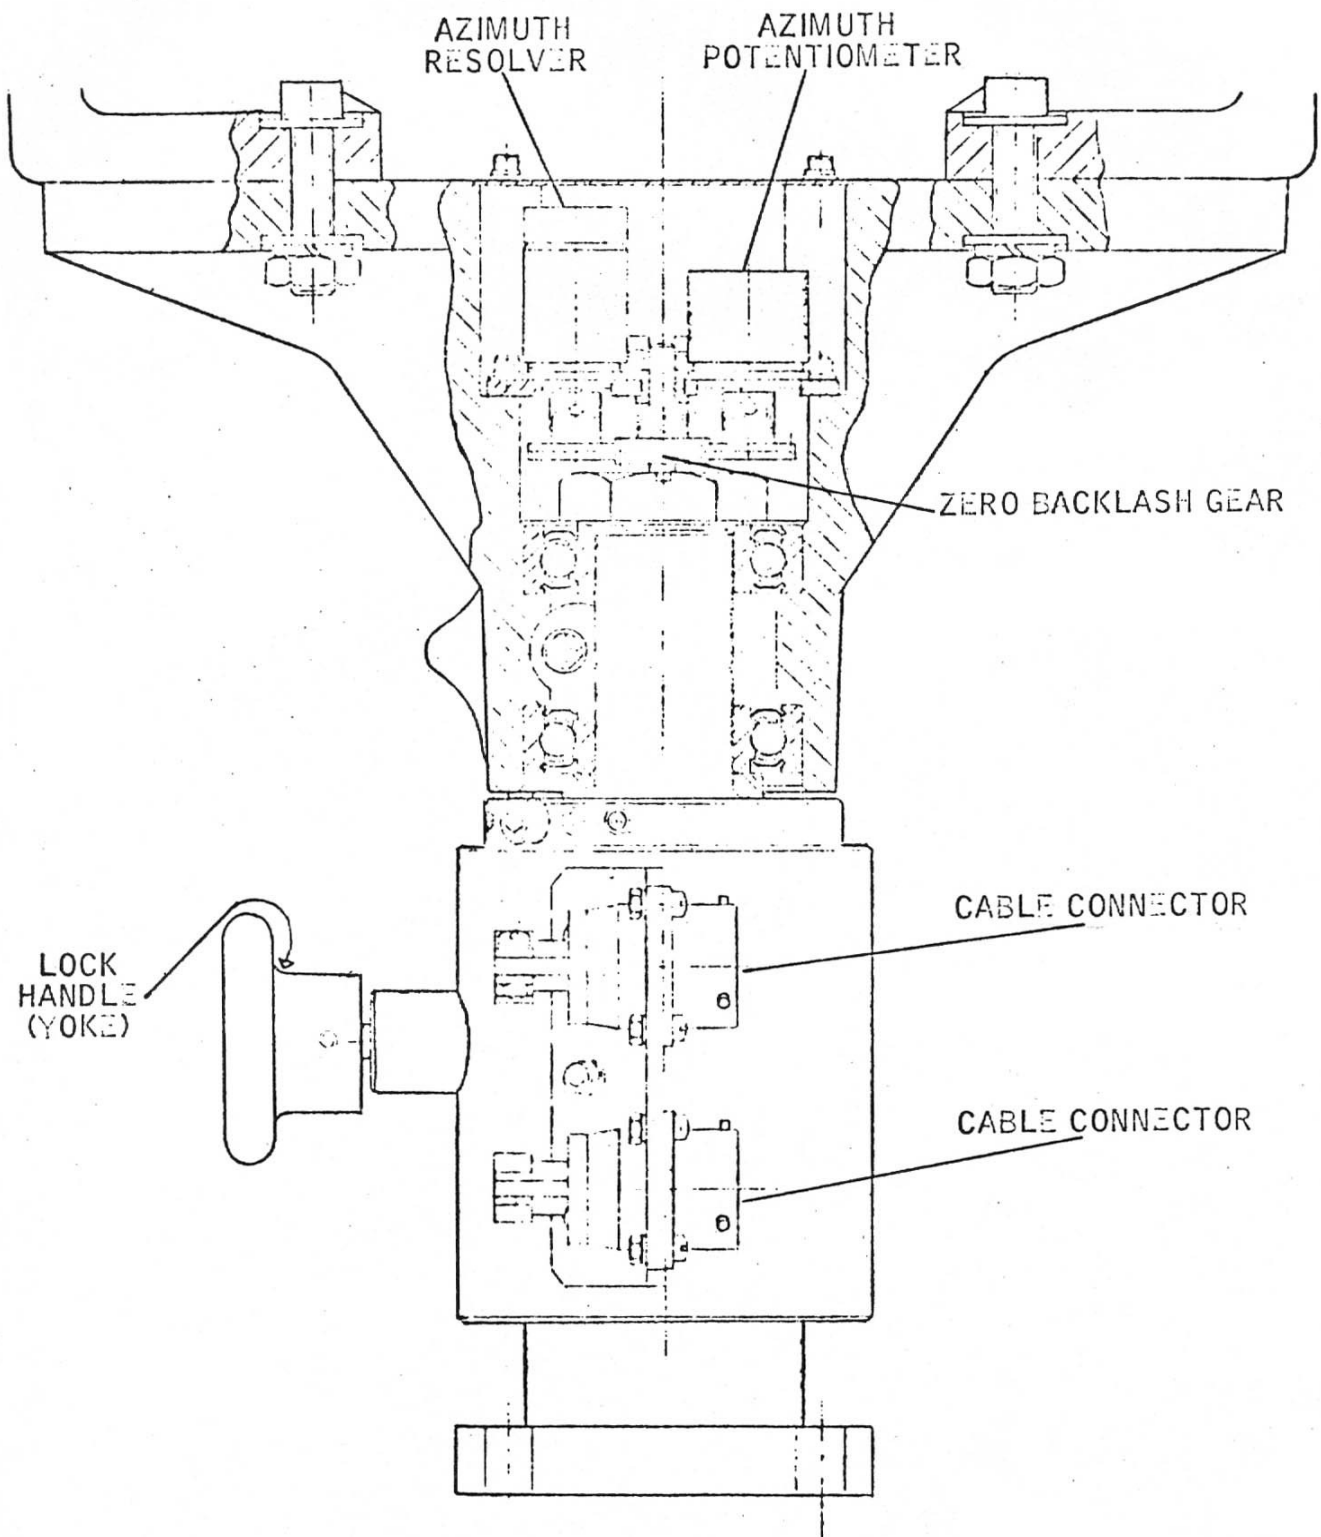 AZIMUTH
RESOLVER
AZIMUTH
POTENTIOMETER
ZERO BACKLASH GEAR
CABLE CONNECTOR
LOCK
HANDLE
(YOKE)
CABLE CONNECTOR